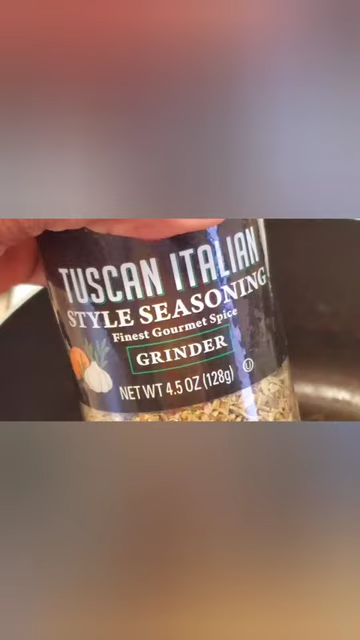 TUSCAN ITALIAN
STYLE SEASONING
Finest Gourmet Spice
GRINDER
NET WT 4.5 OZ (128g)
U